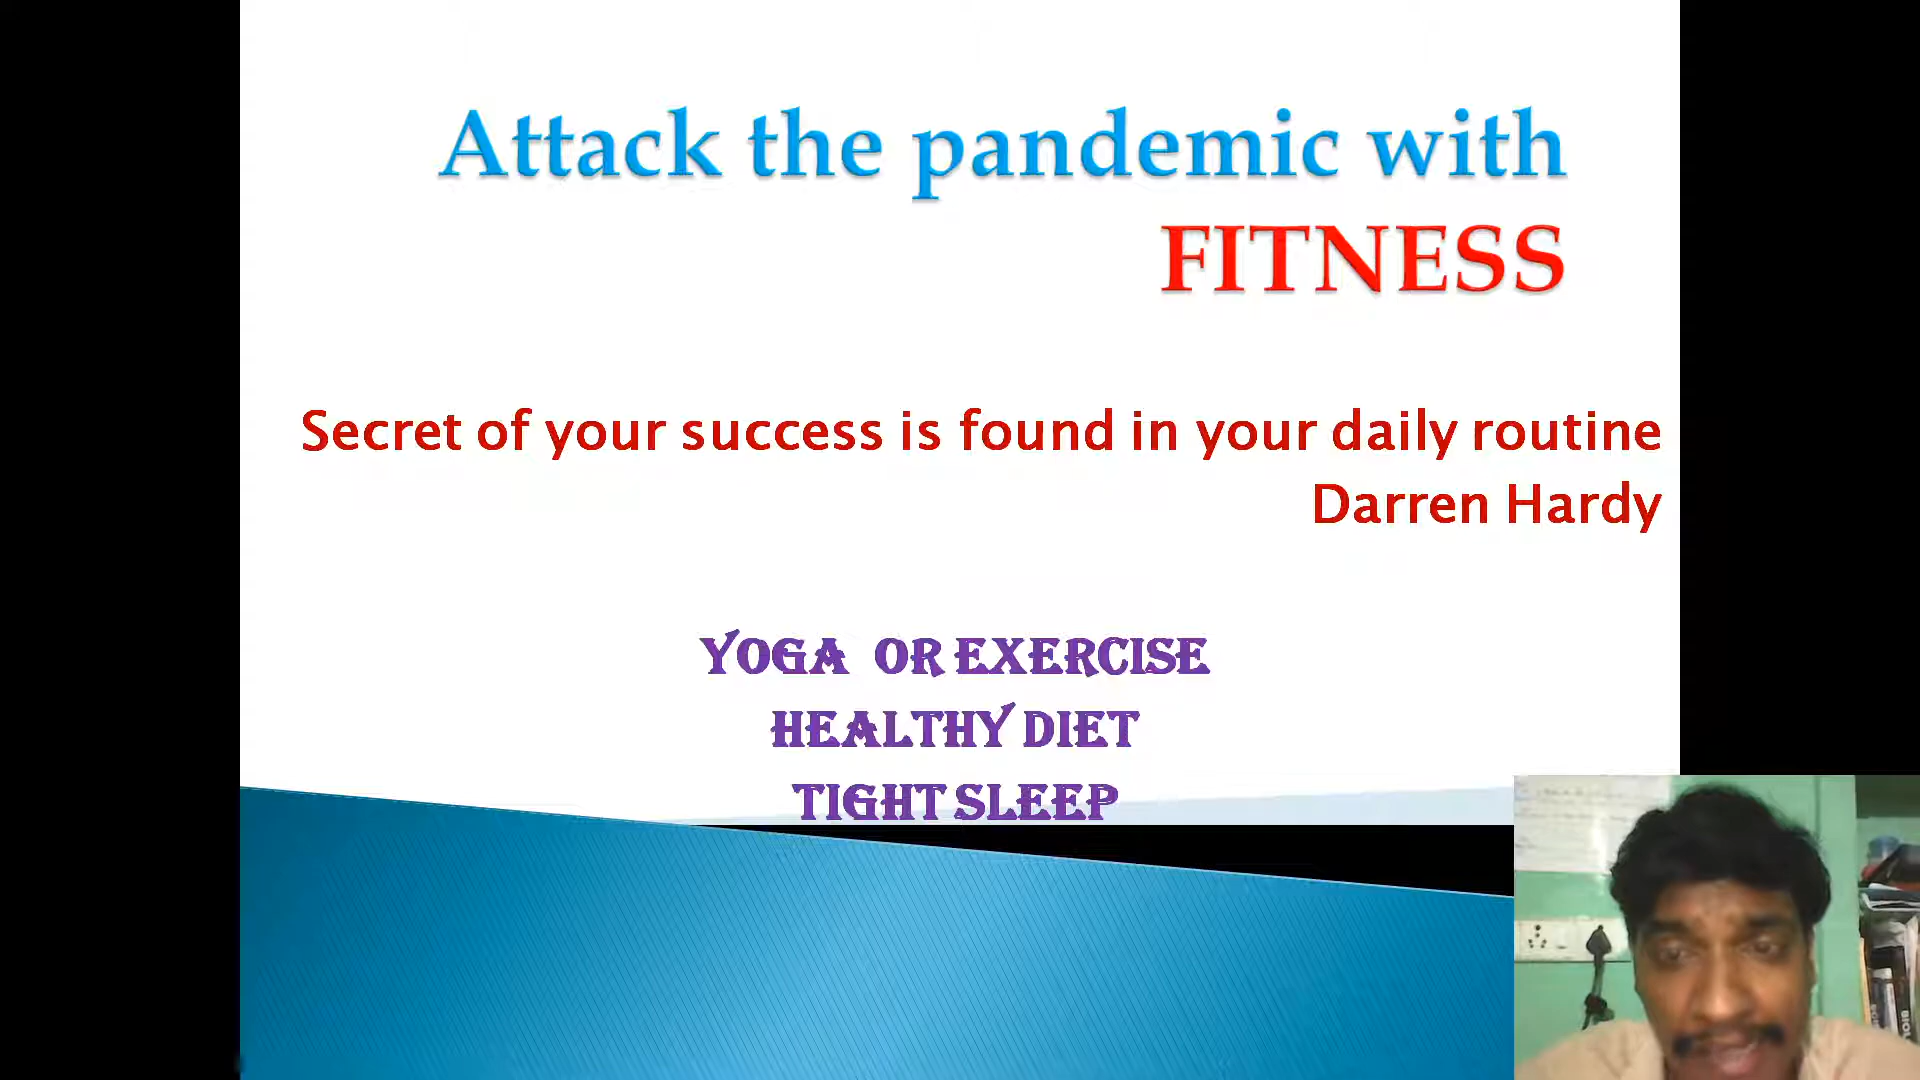 Attack the pandemic with
FITNESS
Secret of your success is found in your daily routine
Darren Hardy
YOGA OR EXERCISE
HEALTHY DIET
TIGHT SLEEP